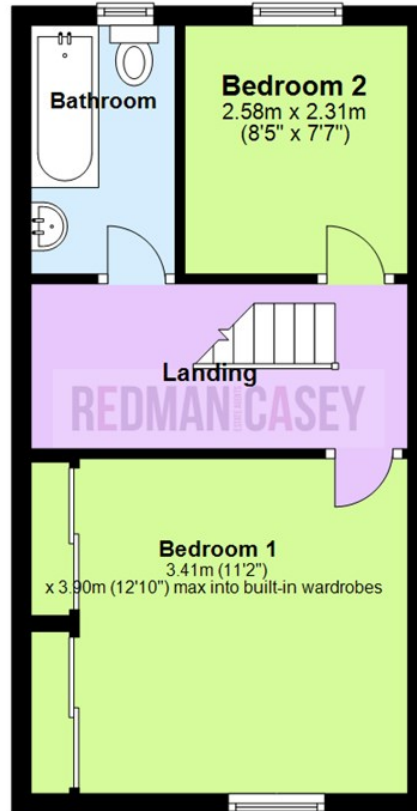 Bathroom
Bedroom 2
2.58m x 2.31m
(8'5" x 7'7")
Landing
REDMAN CASEY
Bedroom 1
3.41m (11'2")
x 3.90m (12'10") max into built-in wardrobes